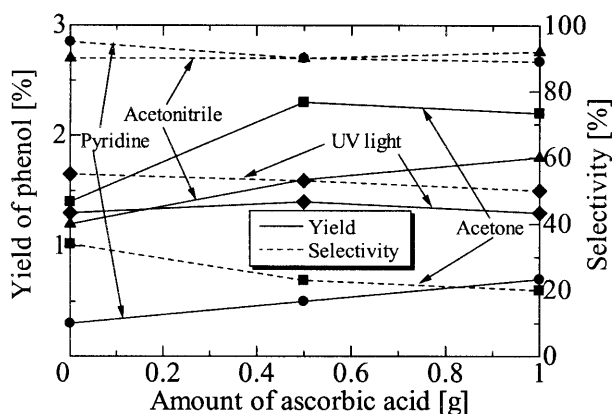 3
2
1
0
Yield of phenol [%]
100
80
60
40
20
0
Selectivity [%]
Acetonitrile
Pyridine
UV light
Acetone
Yield
Selectivity
0 0.2 0.4 0.6 0.8 1
Amount of ascorbic acid [g]